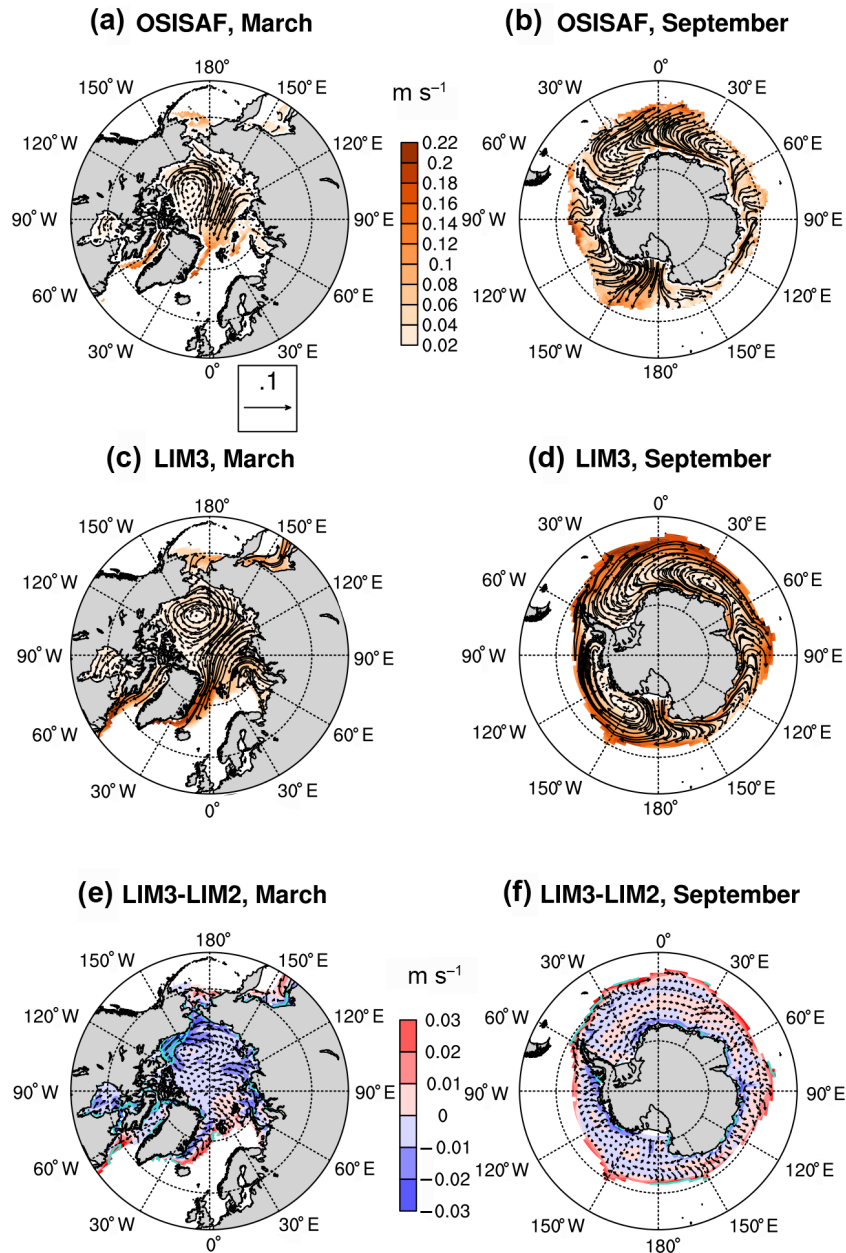 (a) OSISAF, March
(b) OSISAF, September
180°
150° W
150° E
120° W
120° E
90° W
90° E
60° W
60° E
30° W
30° E
0°
m s⁻¹
0.22
0.2
0.18
0.16
0.14
0.12
0.1
0.08
0.06
0.04
0.02
0°
30° W
30° E
60° W
60° E
90° W
90° E
120° W
120° E
150° W
150° E
180°
.1
(c) LIM3, March
(d) LIM3, September
180°
150° W
150° E
120° W
120° E
90° W
90° E
60° W
60° E
30° W
30° E
0°
0°
30° W
30° E
60° W
60° E
90° W
90° E
120° W
120° E
150° W
150° E
180°
(e) LIM3-LIM2, March
(f) LIM3-LIM2, September
180°
150° W
150° E
120° W
120° E
90° W
90° E
60° W
60° E
30° W
30° E
0°
m s⁻¹
0.03
0.02
0.01
0
−0.01
−0.02
−0.03
0°
30° W
30° E
60° W
60° E
90° W
90° E
120° W
120° E
150° W
150° E
180°